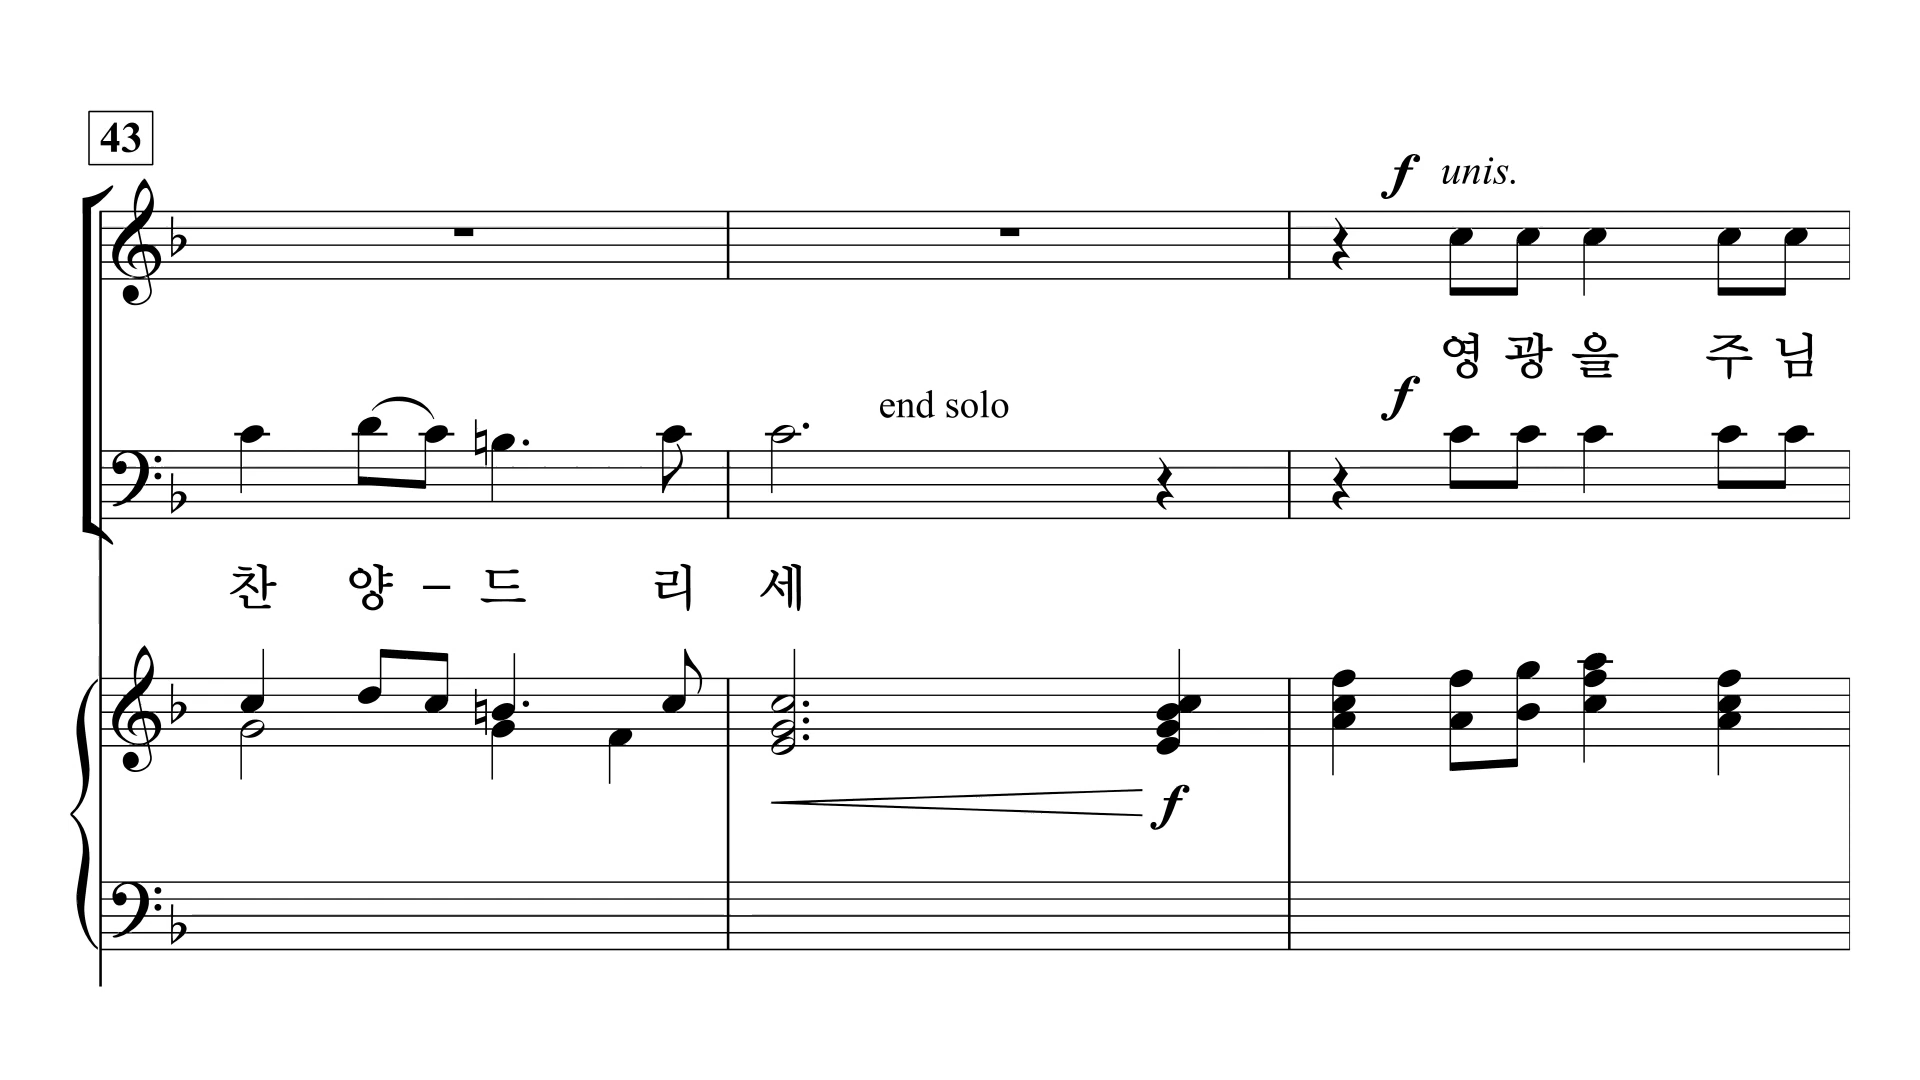 43
f unis.
영 광 을 주 님
f
end solo
찬 양 – 드 리 세
f